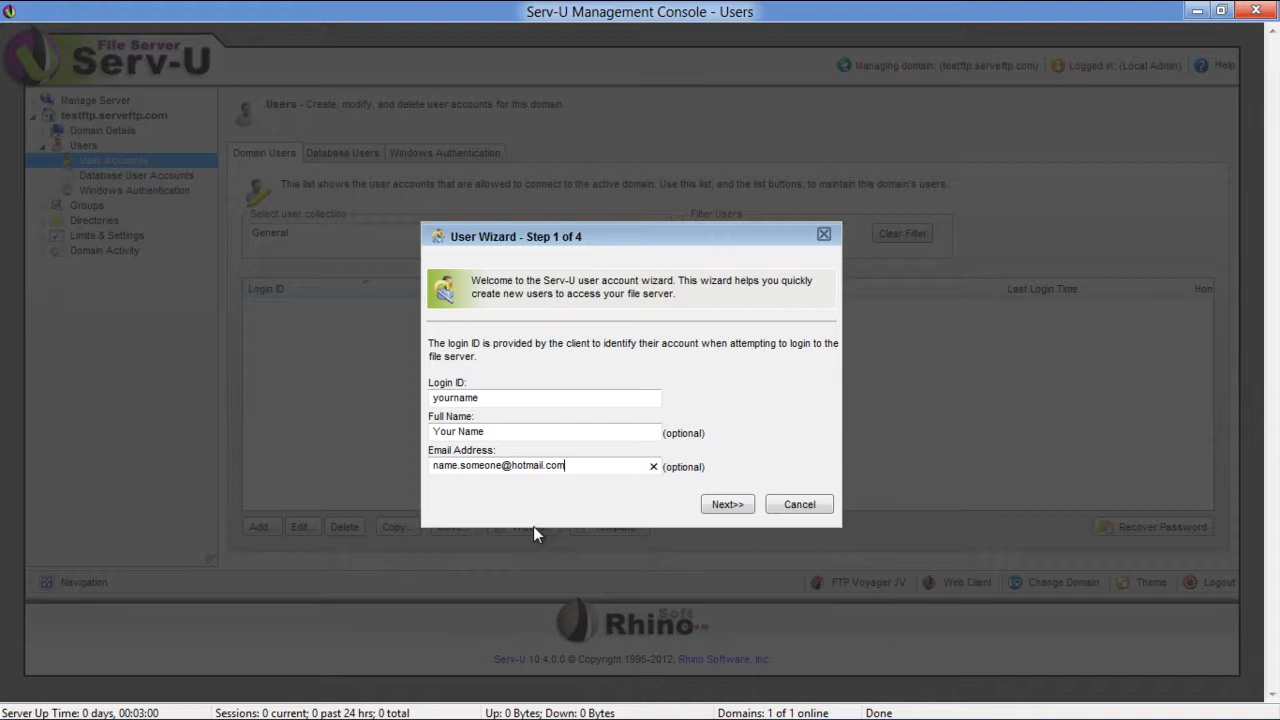 Serv-U Management Console - Users
File Server
Serv-U
Managing domain: (testftp.serveftp.com)
Logged in: (Local Admin)
Help
Manage Server
testftp.serveftp.com
Domain Details
Users
User Accounts
Database User Accounts
Windows Authentication
Groups
Directories
Limits & Settings
Domain Activity
Users - Create, modify, and delete user accounts for this domain.
Domain Users
Database Users
Windows Authentication
This list shows the user accounts that are allowed to connect to the active domain. Use this list, and the list buttons, to maintain this domain's users.
Select user collection
Filter Users
General
Clear Filter
Login ID
Last Login Time
Hon
User Wizard - Step 1 of 4
Welcome to the Serv-U user account wizard. This wizard helps you quickly
create new users to access your file server.
The login ID is provided by the client to identify their account when attempting to login to the
file server.
Login ID:
yourname
Full Name:
Your Name
(optional)
Email Address:
name.someone@hotmail.com
(optional)
Next>>
Cancel
Add...
Edit...
Delete
Copy...
Recover Password
Navigation
FTP Voyager JV
Web Client
Change Domain
Theme
Logout
RhinoSoft
Serv-U 10.4.0.0 © Copyright 1995-2012, Rhino Software, Inc.
Server Up Time: 0 days, 00:03:00
Sessions: 0 current; 0 past 24 hrs; 0 total
Up: 0 Bytes; Down: 0 Bytes
Domains: 1 of 1 online
Done